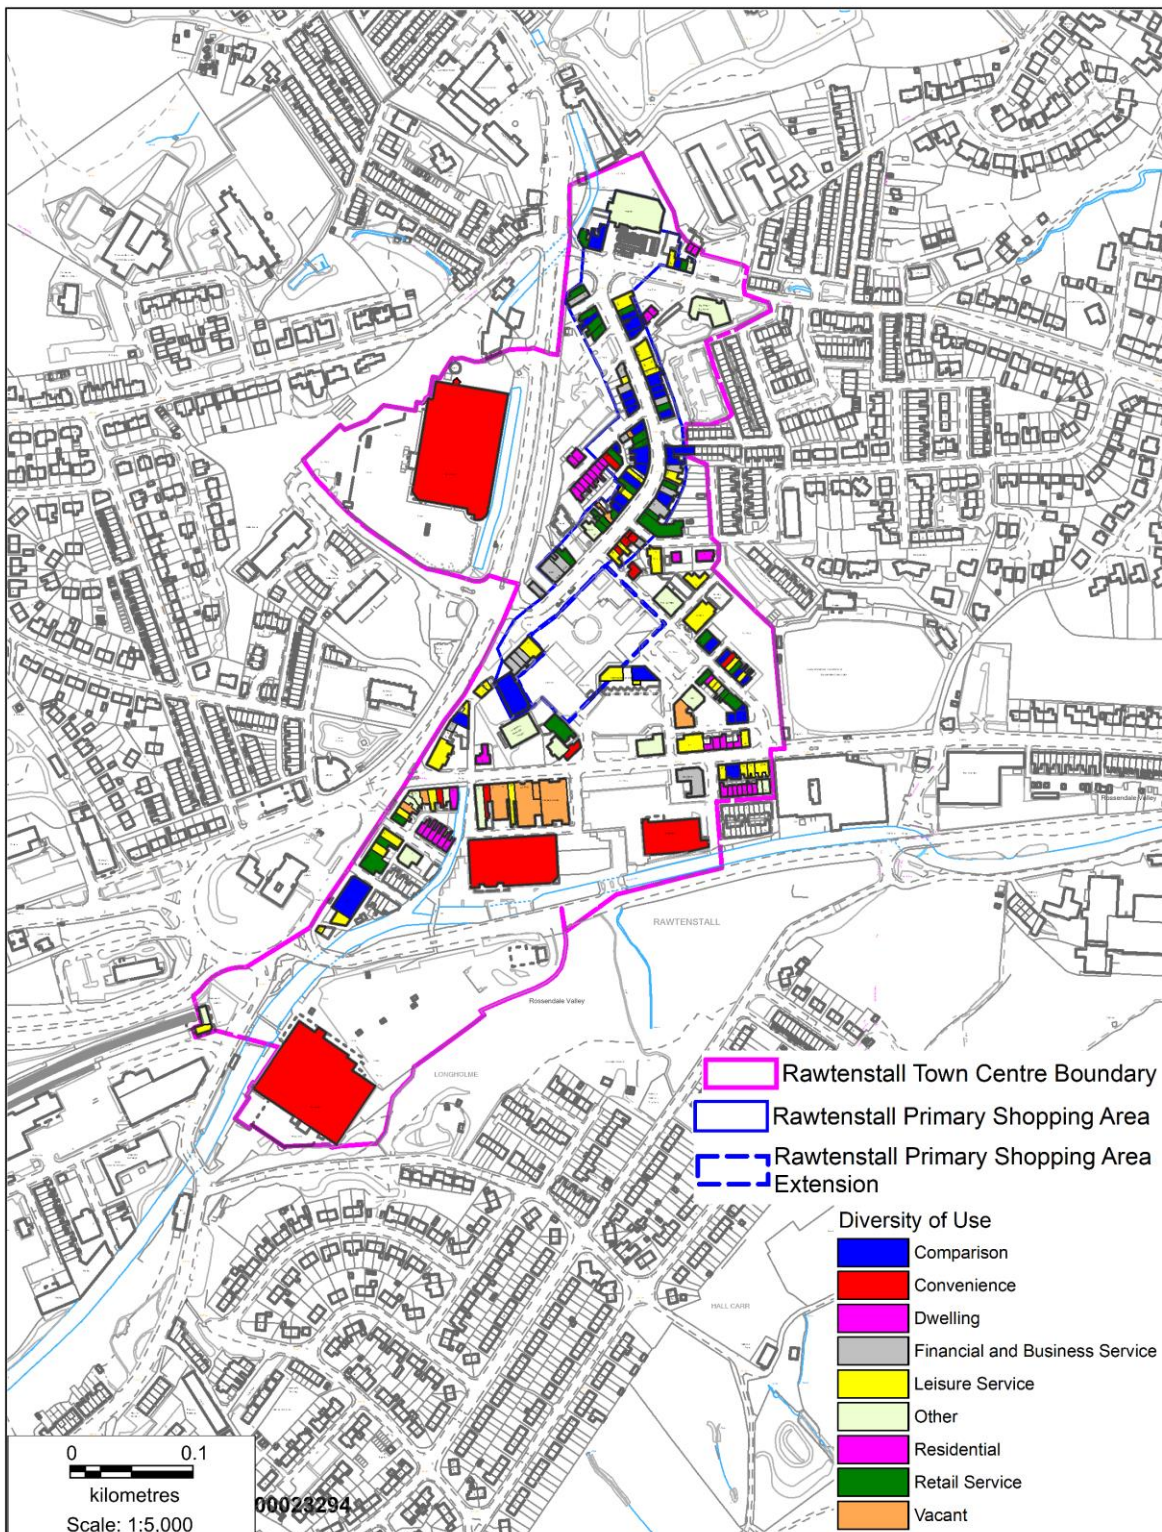 RAWTENSTALL
Rossendale Valley
Rossendale Valley
LONGHOLME
HALL CARR
Rawtenstall Town Centre Boundary
Rawtenstall Primary Shopping Area
Rawtenstall Primary Shopping Area
Extension
Diversity of Use
Comparison
Convenience
Dwelling
Financial and Business Service
Leisure Service
Other
Residential
Retail Service
Vacant
0 0.1
kilometres
Scale: 1:5,000
00023294